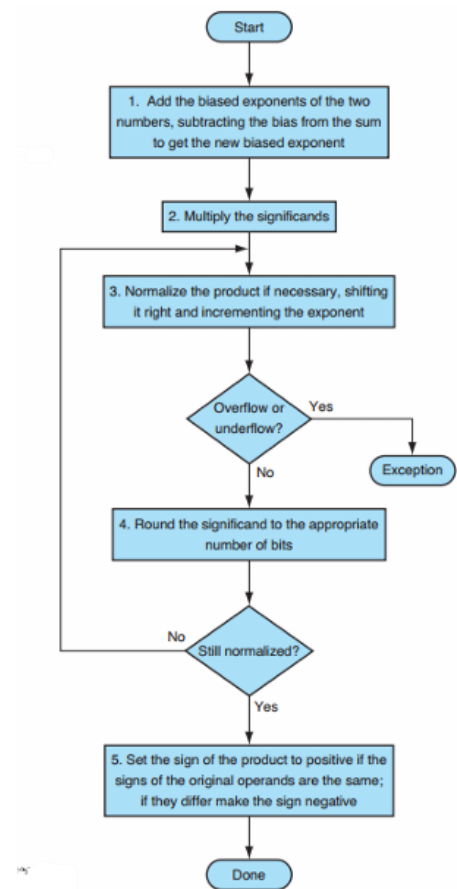 Start
1. Add the biased exponents of the two
numbers, subtracting the bias from the sum
to get the new biased exponent
2. Multiply the significands
3. Normalize the product if necessary, shifting
it right and incrementing the exponent
Overflow or
underflow?
Yes
No
Exception
4. Round the significand to the appropriate
number of bits
No
Still normalized?
Yes
5. Set the sign of the product to positive if the
signs of the original operands are the same;
if they differ make the sign negative
Done